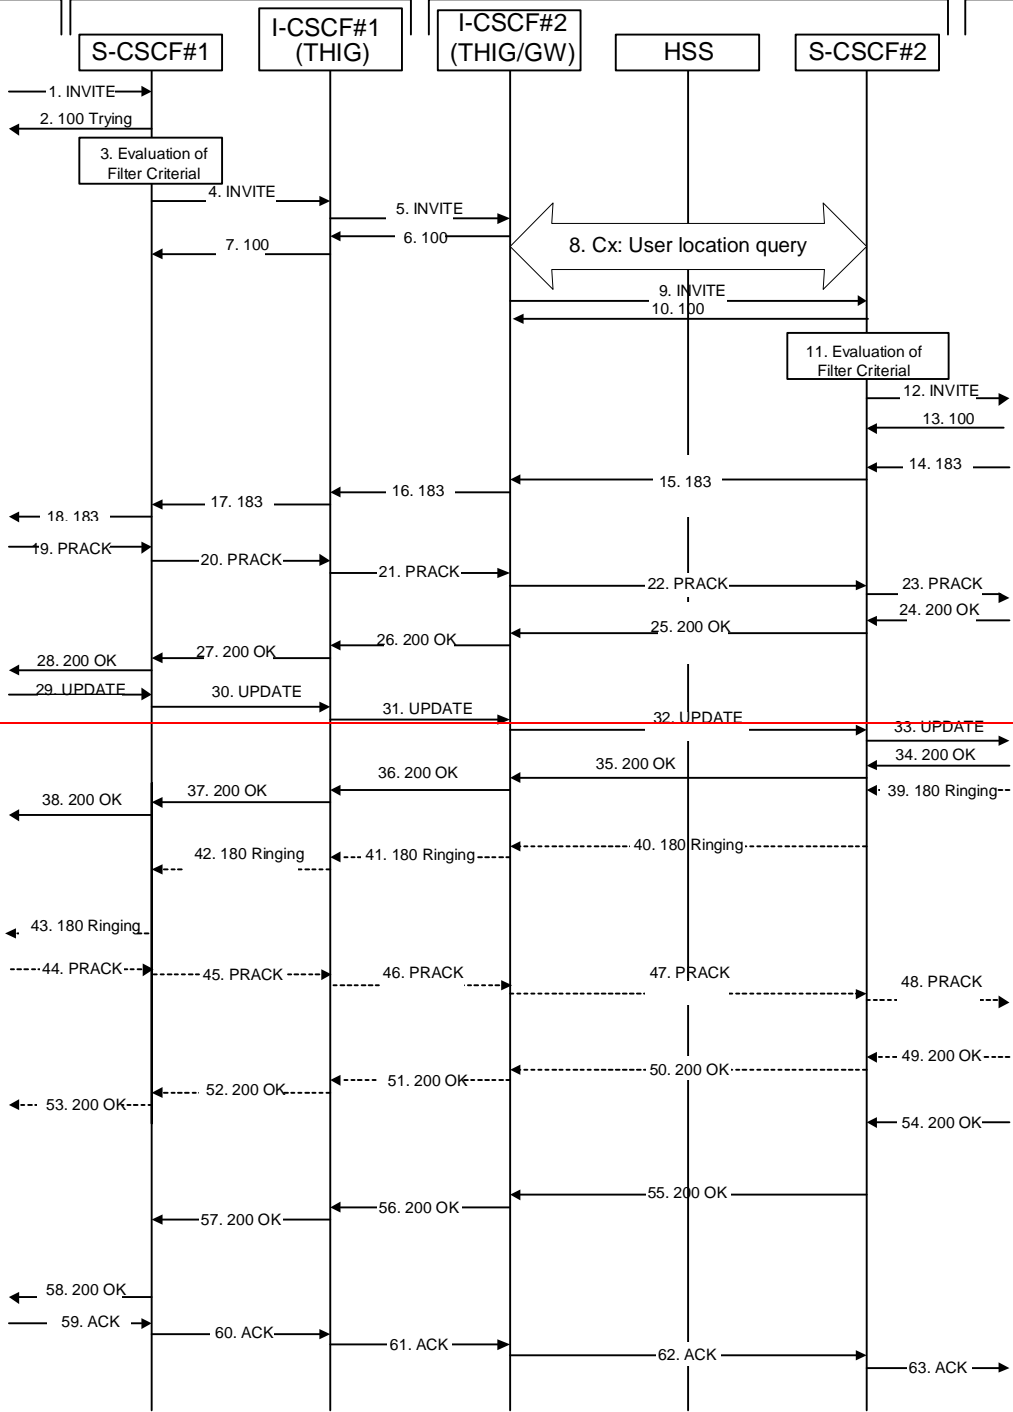 S-CSCF#1
I-CSCF#1
(THIG)
I-CSCF#2
(THIG/GW)
HSS
S-CSCF#2
1. INVITE
2. 100 Trying
3. Evaluation of
Filter Criterial
4. INVITE
5. INVITE
6. 100
7. 100
8. Cx: User location query
9. INVITE
10. 100
11. Evaluation of
Filter Criterial
12. INVITE
13. 100
14. 183
15. 183
16. 183
17. 183
18. 183
19. PRACK
20. PRACK
21. PRACK
22. PRACK
23. PRACK
24. 200 OK
25. 200 OK
26. 200 OK
27. 200 OK
28. 200 OK
29. UPDATE
30. UPDATE
31. UPDATE
32. UPDATE
33. UPDATE
34. 200 OK
35. 200 OK
36. 200 OK
37. 200 OK
38. 200 OK
39. 180 Ringing
40. 180 Ringing
41. 180 Ringing
42. 180 Ringing
43. 180 Ringing
44. PRACK
45. PRACK
46. PRACK
47. PRACK
48. PRACK
49. 200 OK
50. 200 OK
51. 200 OK
52. 200 OK
53. 200 OK
54. 200 OK
55. 200 OK
56. 200 OK
57. 200 OK
58. 200 OK
59. ACK
60. ACK
61. ACK
62. ACK
63. ACK